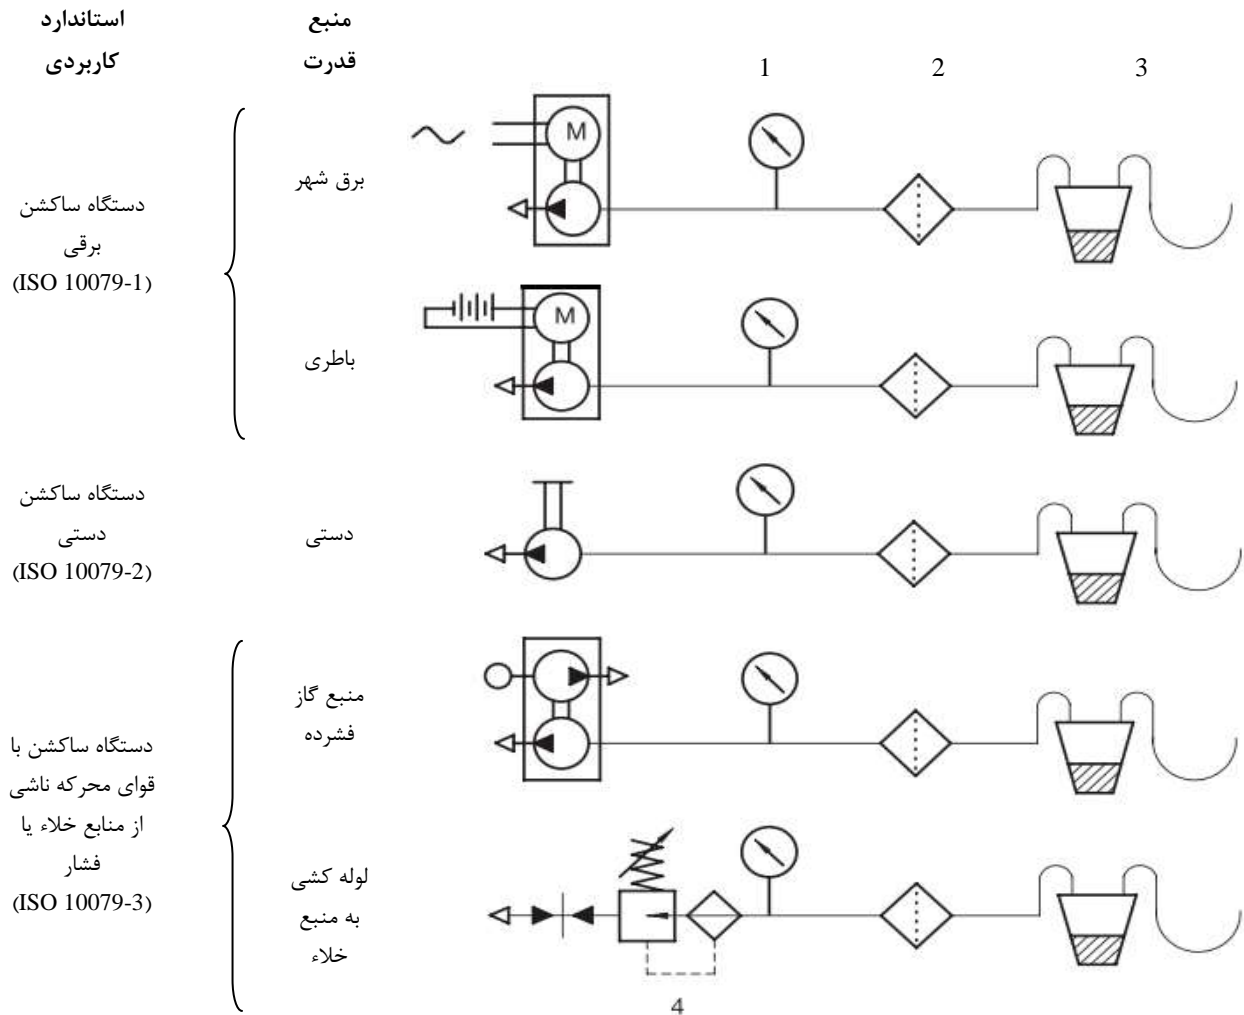 استاندارد
کاربردی
منبع
قدرت
1 2 3
M
برق شهر
دستگاه ساکشن
برقی
(ISO 10079-1)
M
باطری
دستگاه ساکشن
دستی
(ISO 10079-2)
دستی
منبع گاز
فشرده
دستگاه ساکشن با
قوای محرکه ناشی
از منابع خلاء یا
فشار
(ISO 10079-3)
لوله کشی
به منبع
خلاء
4